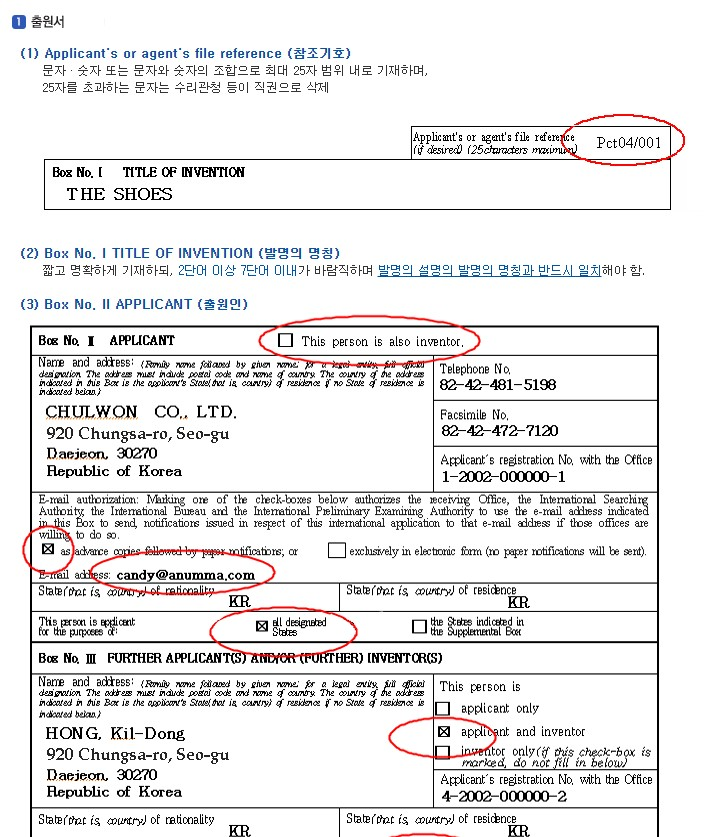 1 출원서
(1) Applicant's or agent's file reference (참조기호)
문자·숫자 또는 문자와 숫자의 조합으로 최대 25자 범위 내로 기재하며,
25자를 초과하는 문자는 수리관청 등이 직권으로 삭제
Applicant's or agent's file reference
(if desired) (25characters maximum)
Pct04/001
Box No. I TITLE OF INVENTION
THE SHOES
(2) Box No. I TITLE OF INVENTION (발명의 명칭)
짧고 명확하게 기재하되, 2단어 이상 7단어 이내가 바람직하며 발명의 설명의 발명의 명칭과 반드시 일치해야 함.
(3) Box No. II APPLICANT (출원인)
Box No. II APPLICANT
This person is also inventor.
Name and address: (Family name followed by given name; for a legal entity, full official
designation. The address must include postal code and name of country. The country of the address
indicated in this Box is the applicant's State(that is, country) of residence if no State of residence is
indicated below.)
CHULWON CO., LTD.
920 Chungsa-ro, Seo-gu
Daejeon, 30270
Republic of Korea
Telephone No.
82-42-481-5198
Facsimile No.
82-42-472-7120
Applicant's registration No. with the Office
1-2002-000000-1
E-mail authorization: Marking one of the check-boxes below authorizes the receiving Office, the International Searching
Authority, the International Bureau and the International Preliminary Examining Authority to use the e-mail address indicated
in this Box to send, notifications issued in respect of this international application to that e-mail address if those offices are
willing to do so.
as advance copies followed by paper notifications; or
exclusively in electronic form (no paper notifications will be sent).
E-mail address: candy@anumma.com
State(that is, country) of nationality
KR
State(that is, country) of residence
KR
This person is applicant
for the purposes of:
all designated
States
the States indicated in
the Supplemental Box
Box No. III FURTHER APPLICANT(S) AND/OR (FURTHER) INVENTOR(S)
Name and address: (Family name followed by given name; for a legal entity, full official
designation. The address must include postal code and name of country. The country of the address
indicated in this Box is the applicant's State(that is, country) of residence if no State of residence is
indicated below.)
HONG, Kil-Dong
920 Chungsa-ro, Seo-gu
Daejeon, 30270
Republic of Korea
This person is
applicant only
applicant and inventor
inventor only(if this check-box is
marked, do not fill in below)
Applicant's registration No. with the Office
4-2002-000000-2
State(that is, country) of nationality
KR
State(that is, country) of residence
KR